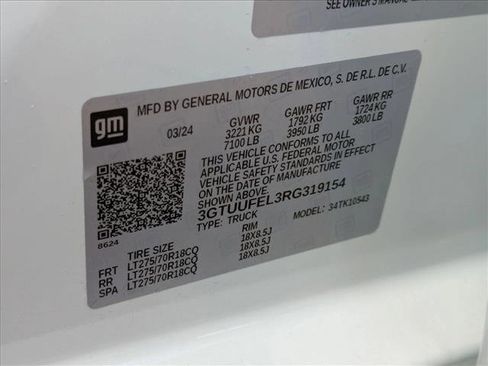 SEE OWNER'S MANUAL
MFD BY GENERAL MOTORS DE MEXICO, S. DE R.L. DE C.V.
gm
03/24 GVWR GAWR FRT GAWR RR
3221 KG 1792 KG 1724 KG
7100 LB 3950 LB 3800 LB
THIS VEHICLE CONFORMS TO ALL
APPLICABLE U.S. FEDERAL MOTOR
VEHICLE SAFETY AND THEFT
PREVENTION STANDARDS IN EFFECT
ON THE DATE OF MANUFACTURE
SHOWN ABOVE.
3GTUUFEL3RG319154
TYPE: TRUCK 34TK10543
8624
TIRE SIZE RIM
FRT LT275/70R18CQ 18X8.5J
RR LT275/70R18CQ 18X8.5J
SPA LT275/70R18CQ 18X8.5J